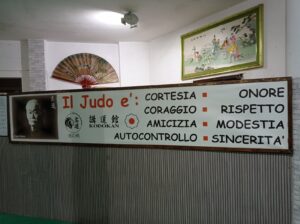 Il Judo e': CORTESIA ▪ ONORE
CORAGGIO ▪ RISPETTO
講道館
KODOKAN
AMICIZIA ▪ MODESTIA
AUTOCONTROLLO ▪ SINCERITA'